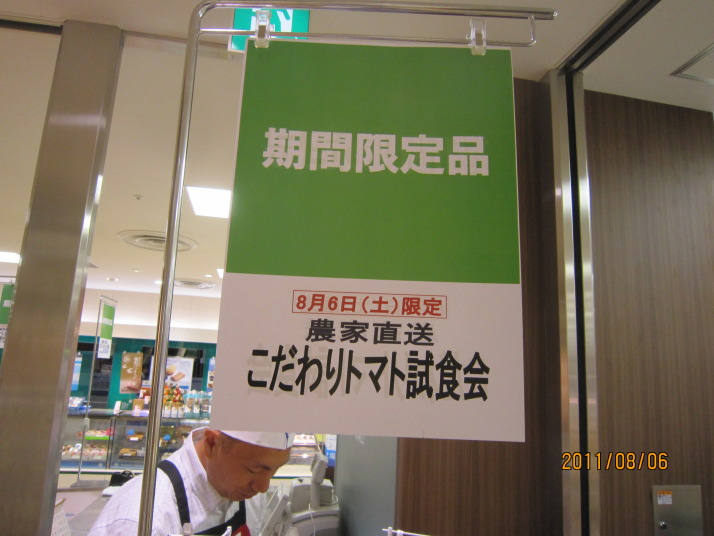 期間限定品
8月6日(土)限定
農家直送
こだわりトマト試食会
2011/08/06